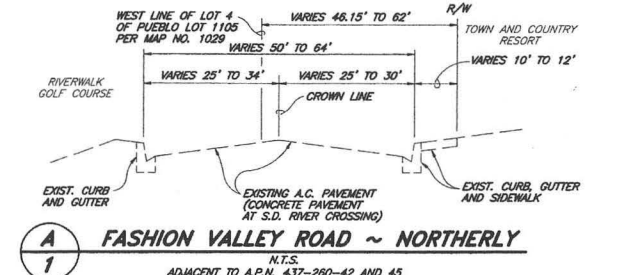 WEST LINE OF LOT 4
OF PUEBLO LOT 1105
PER MAP NO. 1029
VARIES 46.15' TO 62'
R/W
TOWN AND COUNTRY
RESORT
VARIES 50' TO 64'
VARIES 10' TO 12'
RIVERWALK
GOLF COURSE
VARIES 25' TO 34'
VARIES 25' TO 30'
CROWN LINE
EXIST. CURB
AND GUTTER
EXISTING A.C. PAVEMENT
(CONCRETE PAVEMENT
AT S.D. RIVER CROSSING)
EXIST. CURB, GUTTER
AND SIDEWALK
A
1
FASHION VALLEY ROAD ~ NORTHERLY
N.T.S.
ADJACENT TO A.P.N. 437-260-42 AND 45